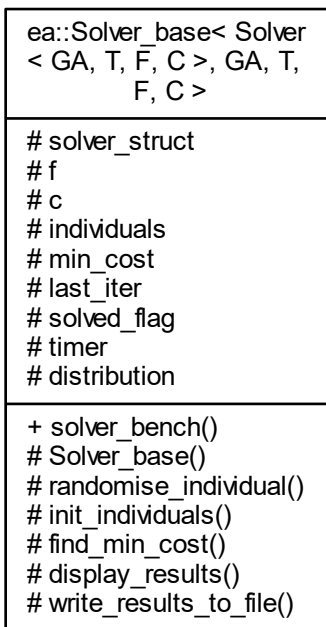 ea::Solver_base< Solver
< GA, T, F, C >, GA, T,
F, C >
# solver_struct
# f
# c
# individuals
# min_cost
# last_iter
# solved_flag
# timer
# distribution
+ solver_bench()
# Solver_base()
# randomise_individual()
# init_individuals()
# find_min_cost()
# display_results()
# write_results_to_file()